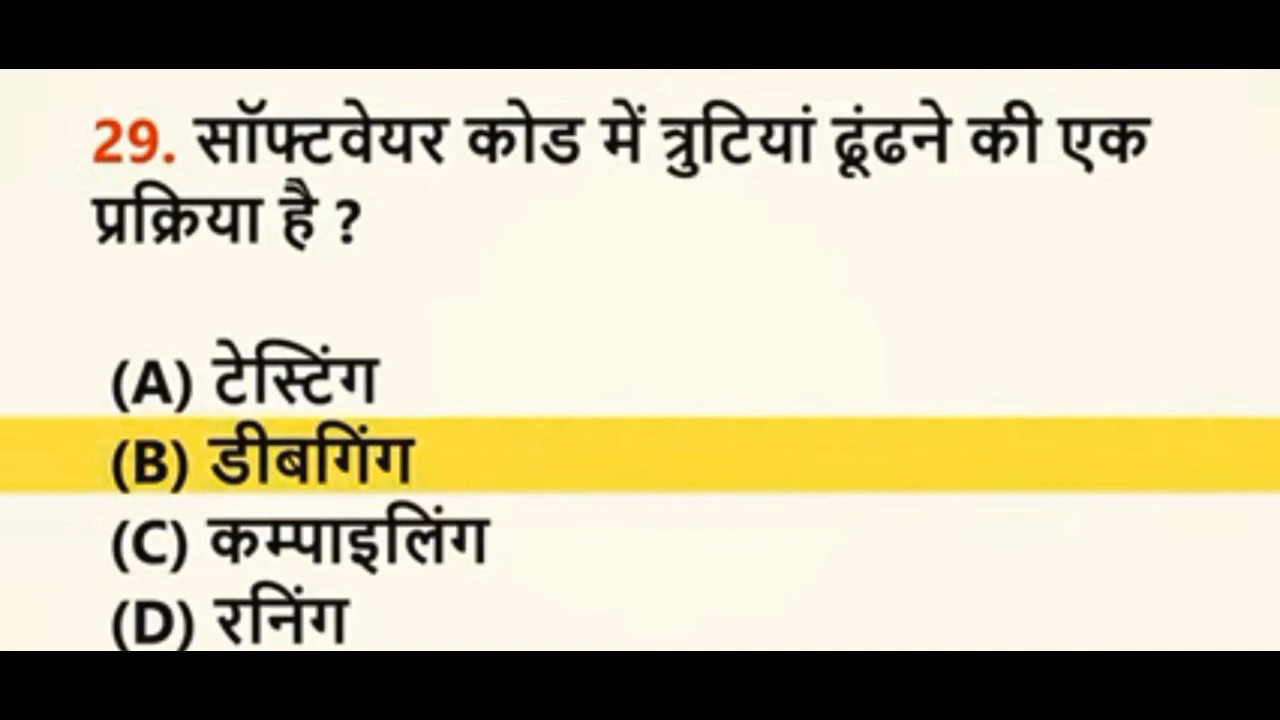 29. सॉफ्टवेयर कोड में त्रुटियां ढूंढने की एक
प्रक्रिया है ?
(A) टेस्टिंग
(B) डीबगिंग
(C) कम्पाइलिंग
(D) रनिंग